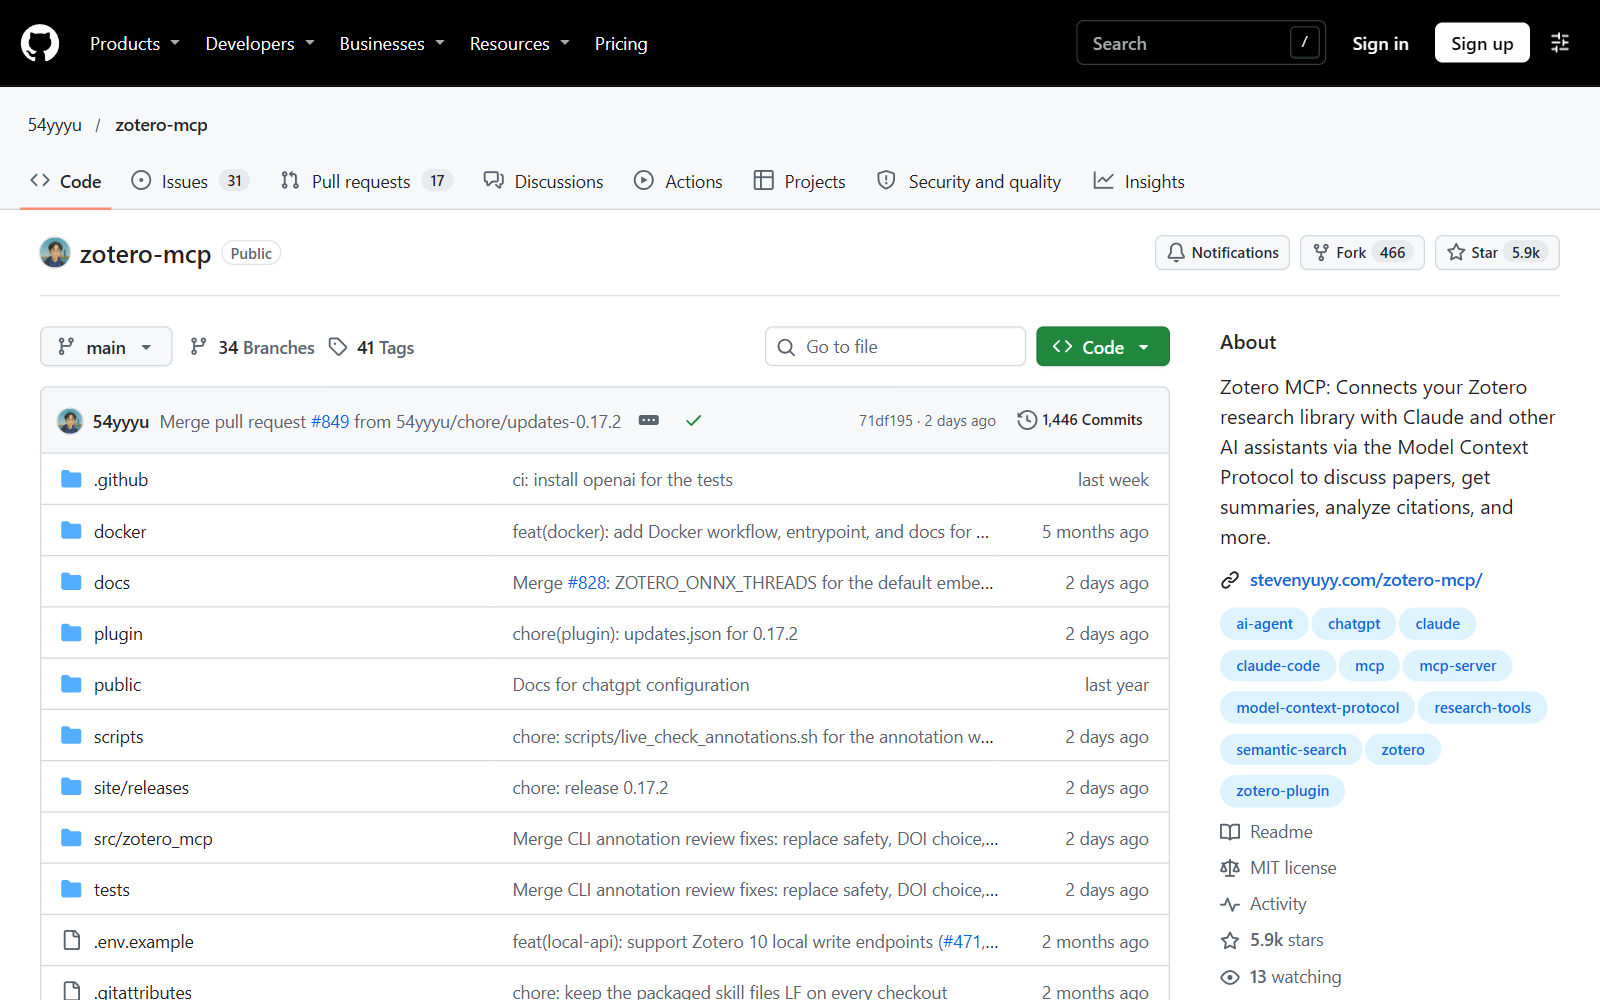 Products Developers Businesses Resources Pricing Search / Sign in Sign up
54yyyu / zotero-mcp
Code Issues 31 Pull requests 17 Discussions Actions Projects Security and quality Insights
zotero-mcp Public Notifications Fork 466 Star 5.9k
main 34 Branches 41 Tags Go to file Code
54yyyu Merge pull request #849 from 54yyyu/chore/updates-0.17.2 71df195 · 2 days ago 1,446 Commits
.github ci: install openai for the tests last week
docker feat(docker): add Docker workflow, entrypoint, and docs for ... 5 months ago
docs Merge #828: ZOTERO_ONNX_THREADS for the default embe... 2 days ago
plugin chore(plugin): updates.json for 0.17.2 2 days ago
public Docs for chatgpt configuration last year
scripts chore: scripts/live_check_annotations.sh for the annotation w... 2 days ago
site/releases chore: release 0.17.2 2 days ago
src/zotero_mcp Merge CLI annotation review fixes: replace safety, DOI choice,... 2 days ago
tests Merge CLI annotation review fixes: replace safety, DOI choice,... 2 days ago
.env.example feat(local-api): support Zotero 10 local write endpoints (#471,... 2 months ago
.gitattributes chore: keep the packaged skill files LF on every checkout 2 months ago
About
Zotero MCP: Connects your Zotero
research library with Claude and other
AI assistants via the Model Context
Protocol to discuss papers, get
summaries, analyze citations, and
more.
stevenyuyy.com/zotero-mcp/
ai-agent chatgpt claude
claude-code mcp mcp-server
model-context-protocol research-tools
semantic-search zotero
zotero-plugin
Readme
MIT license
Activity
5.9k stars
13 watching